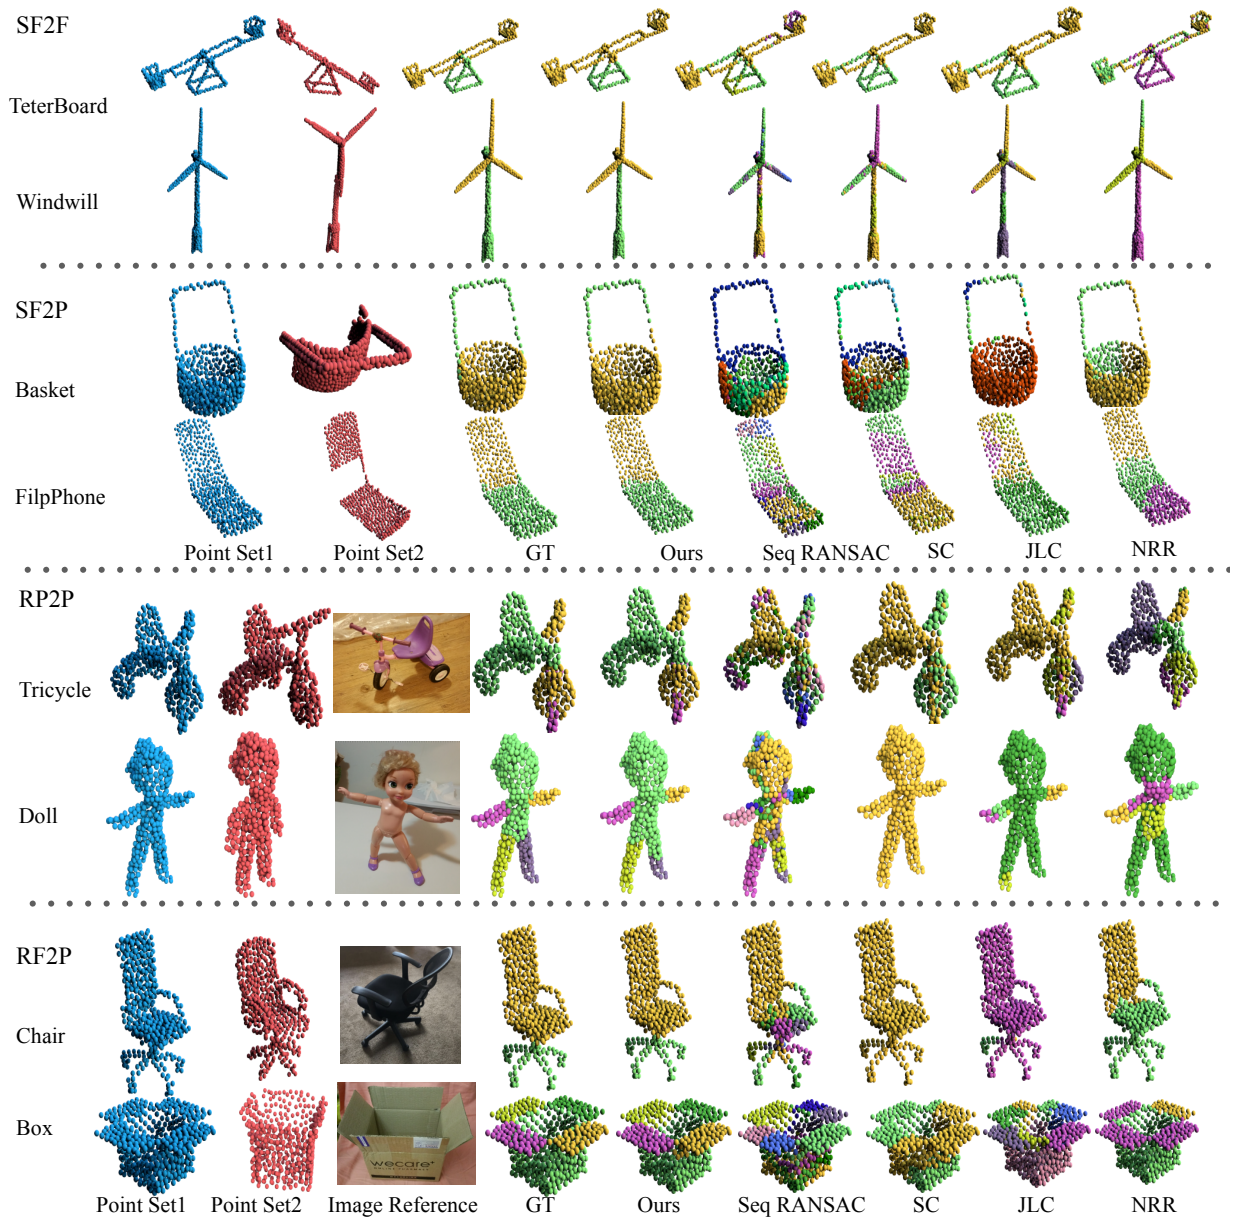 SF2F
TeterBoard
Windwill
SF2P
Basket
FilpPhone
Point Set1 Point Set2 GT Ours Seq RANSAC SC JLC NRR
RP2P
Tricycle
Doll
RF2P
Chair
Box
wecare+
Point Set1 Point Set2 Image Reference GT Ours Seq RANSAC SC JLC NRR